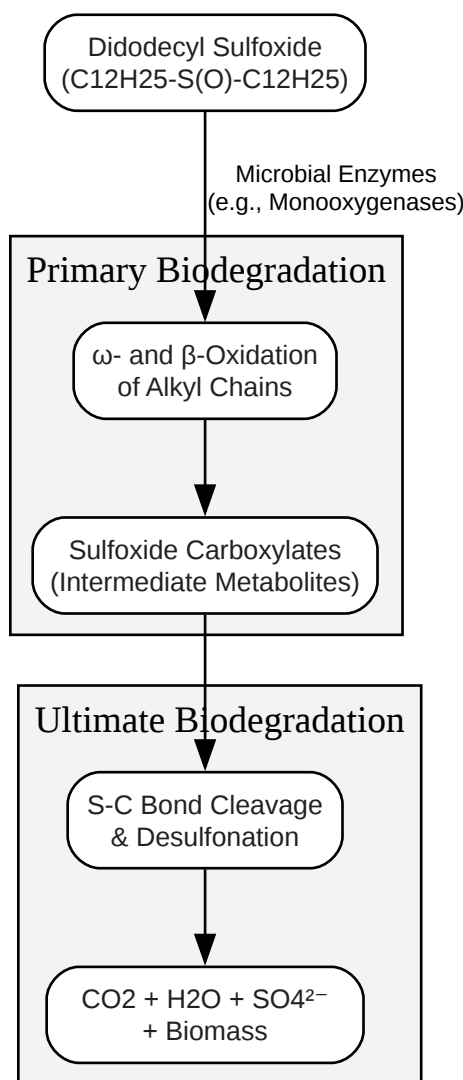 Didodecyl Sulfoxide
(C12H25-S(O)-C12H25)
Microbial Enzymes
(e.g., Monooxygenases)
Primary Biodegradation
ω- and β-Oxidation
of Alkyl Chains
Sulfoxide Carboxylates
(Intermediate Metabolites)
Ultimate Biodegradation
S-C Bond Cleavage
& Desulfonation
CO2 + H2O + SO4²⁻
+ Biomass